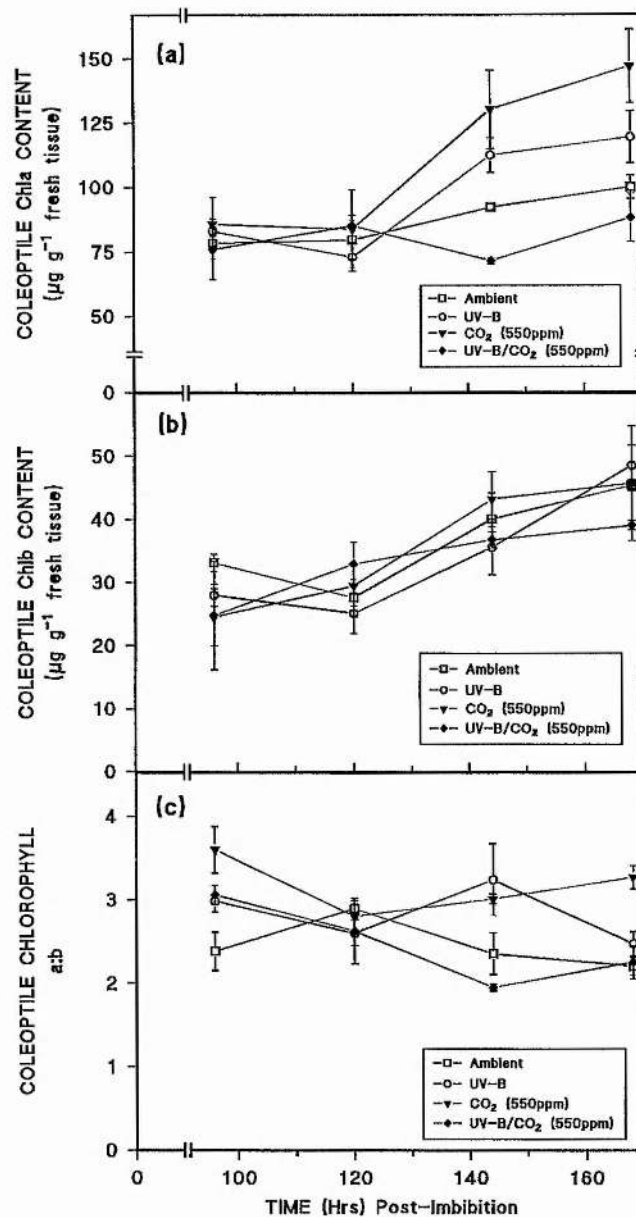 (a)
COLEOPTILE Chla CONTENT
(µg g⁻¹ fresh tissue)
150
125
100
75
50
0
Ambient
UV-B
CO₂ (550ppm)
UV-B/CO₂ (550ppm)
(b)
COLEOPTILE Chlb CONTENT
(µg g⁻¹ fresh tissue)
50
40
30
20
10
0
Ambient
UV-B
CO₂ (550ppm)
UV-B/CO₂ (550ppm)
(c)
COLEOPTILE CHLOROPHYLL
a:b
4
3
2
1
0
Ambient
UV-B
CO₂ (550ppm)
UV-B/CO₂ (550ppm)
0 100 120 140 160
TIME (Hrs) Post-Imbibition